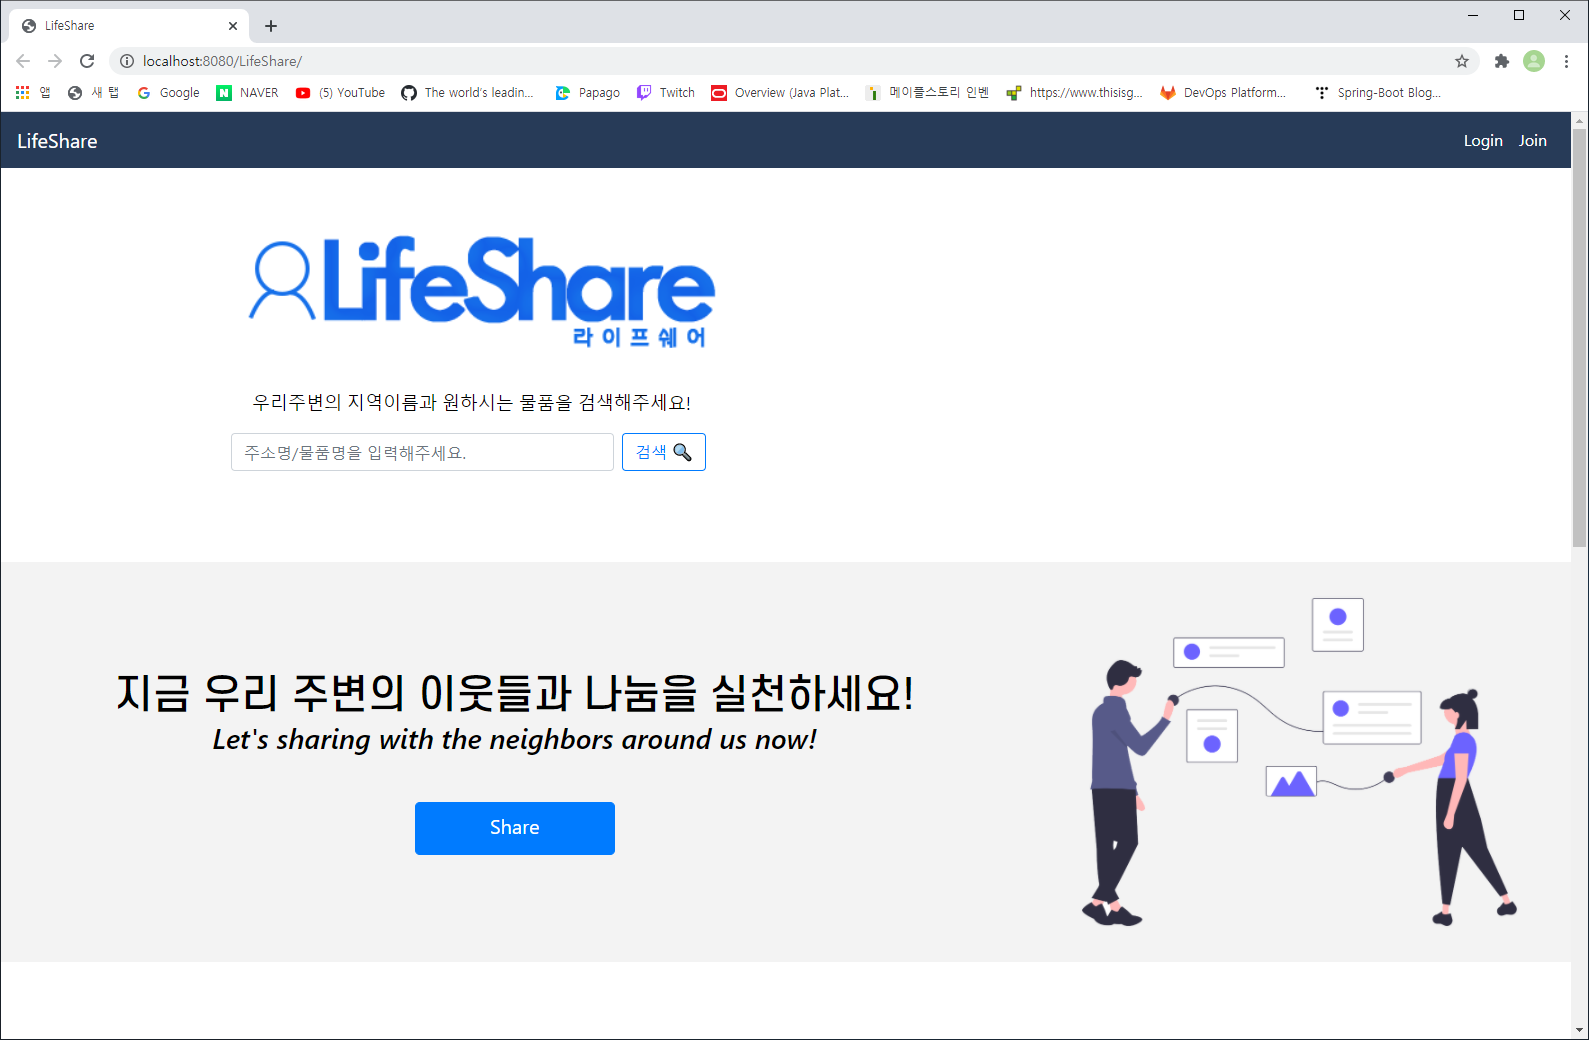 LifeShare
localhost:8080/LifeShare/
앱 새 탭 Google NAVER (5) YouTube The world's leadin... Papago Twitch Overview (Java Plat... 메이플스토리 인벤 https://www.thisisg... DevOps Platform... Spring-Boot Blog...
LifeShare Login Join
LifeShare
라이프쉐어
우리주변의 지역이름과 원하시는 물품을 검색해주세요!
주소명/물품명을 입력해주세요. 검색
지금 우리 주변의 이웃들과 나눔을 실천하세요!
Let's sharing with the neighbors around us now!
Share